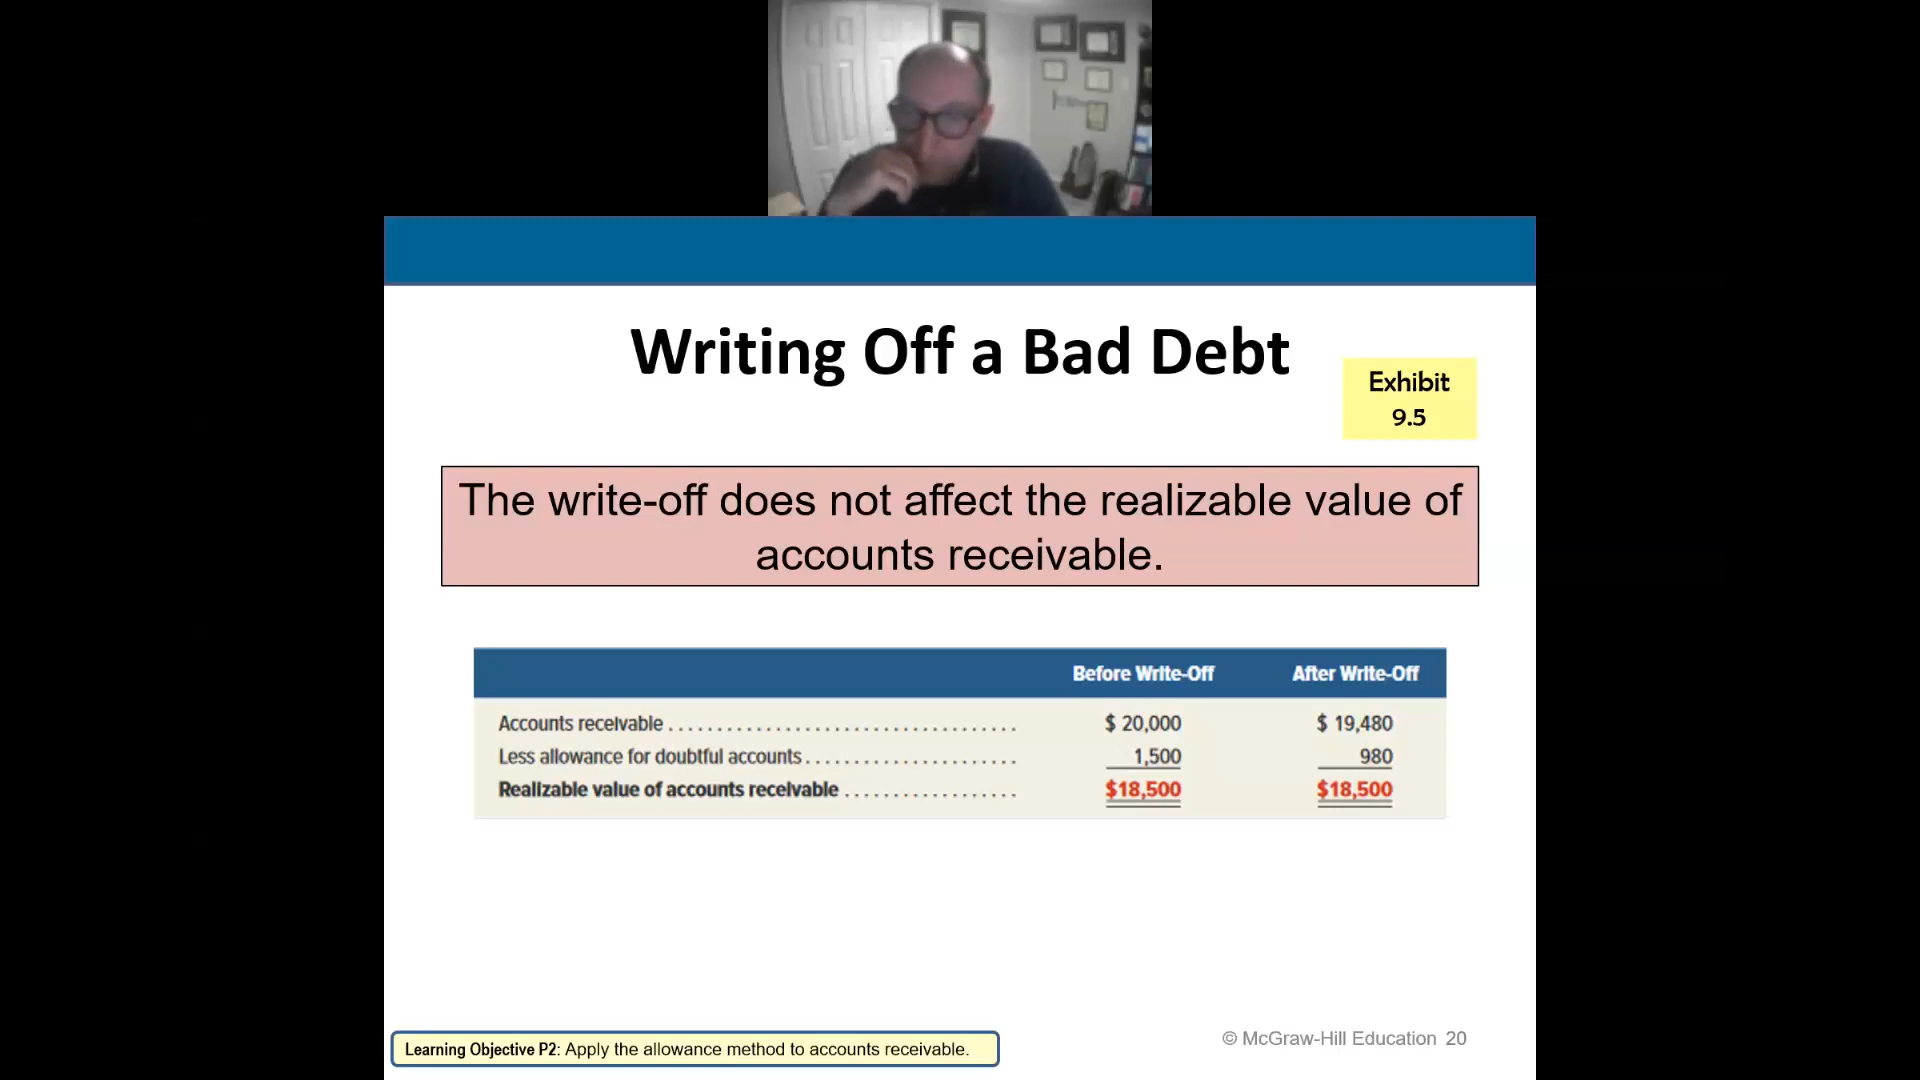 Writing Off a Bad Debt
Exhibit
9.5
The write-off does not affect the realizable value of
accounts receivable.
Before Write-Off After Write-Off
Accounts receivable . . . . . . . . . . . . . . . . . . . . . . . . . . . . . . . . . . . . $ 20,000 $ 19,480
Less allowance for doubtful accounts . . . . . . . . . . . . . . . . . . . . . . 1,500 980
Realizable value of accounts receivable . . . . . . . . . . . . . . . . . . $18,500 $18,500
Learning Objective P2: Apply the allowance method to accounts receivable.
© McGraw-Hill Education 20